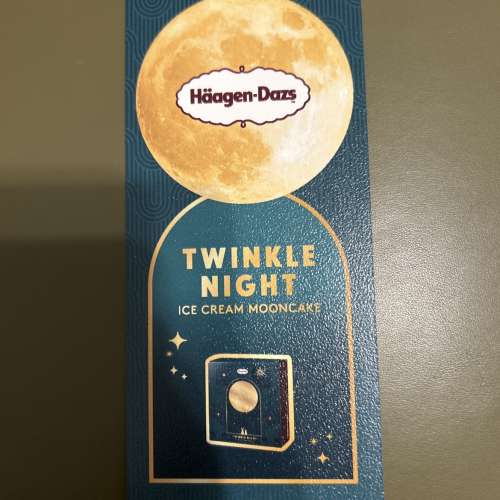 Häagen-Dazs
TWINKLE
NIGHT
ICE CREAM MOONCAKE